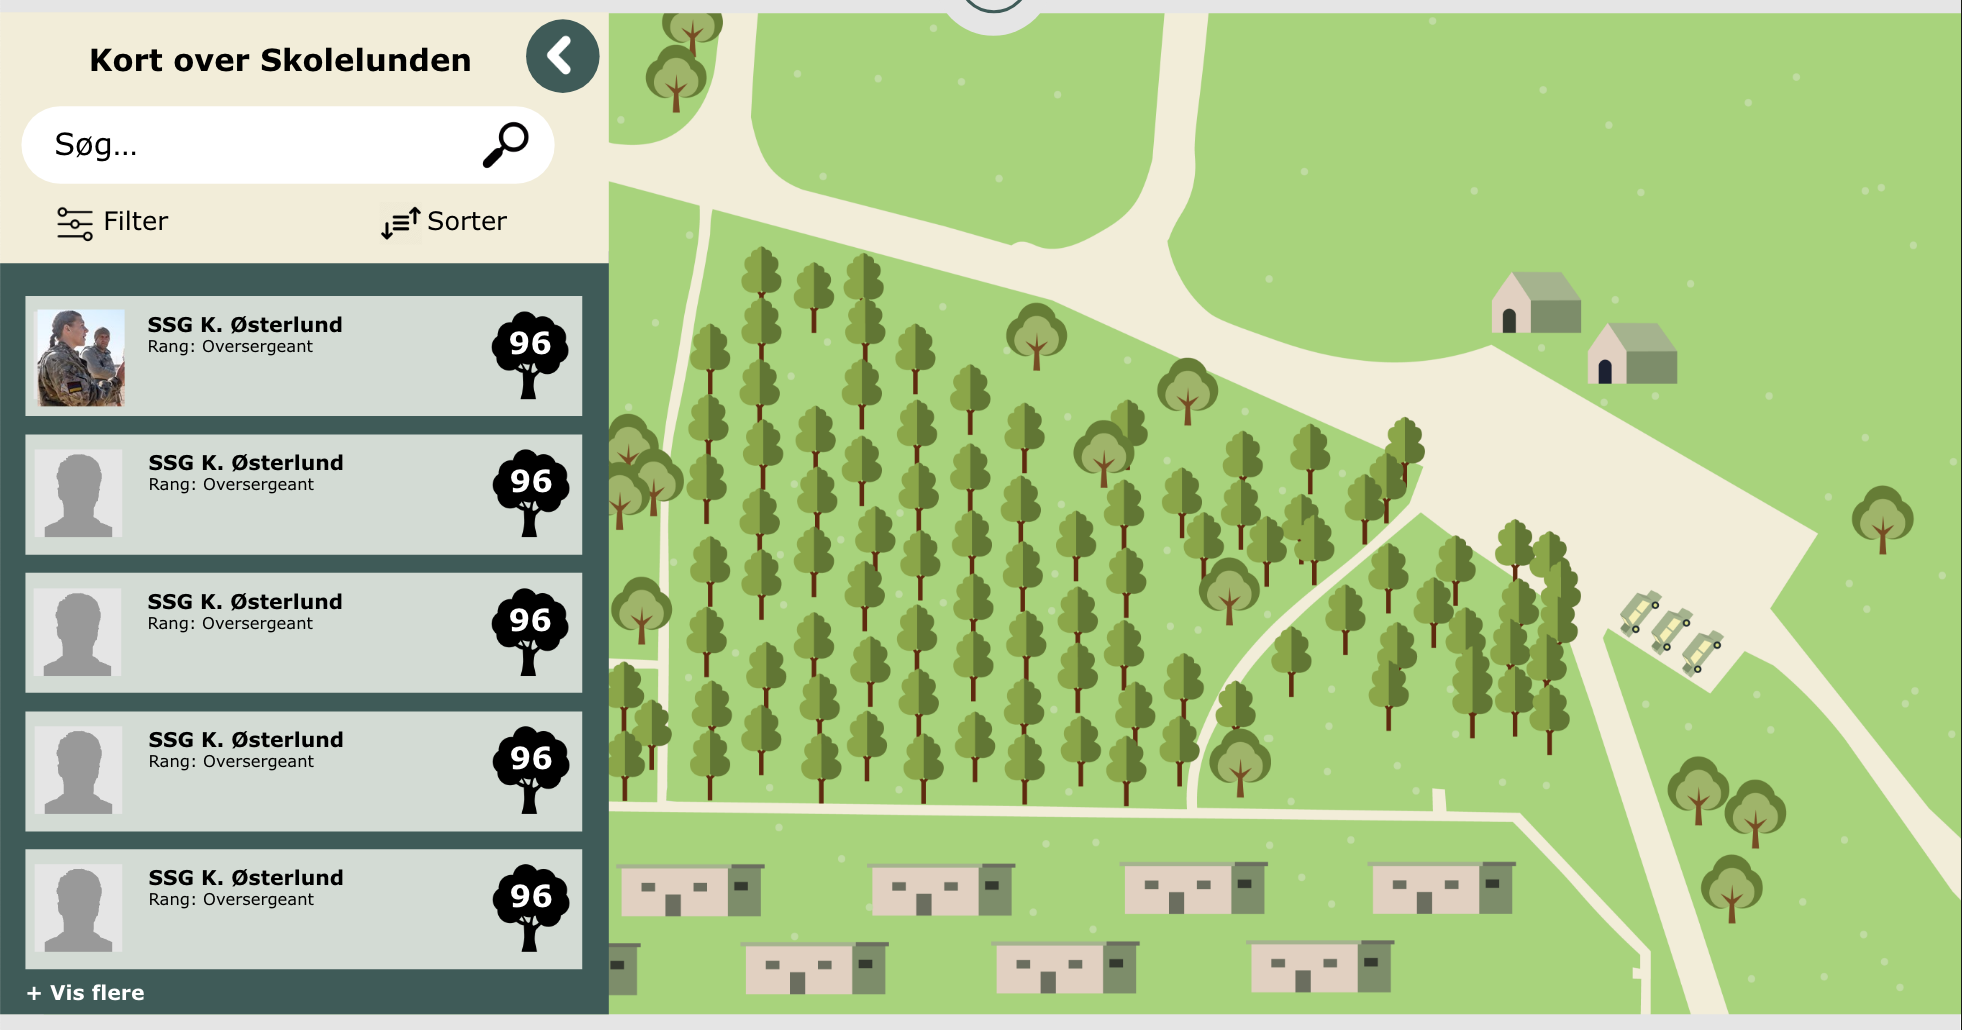 Kort over Skolelunden
Søg...
Filter
Sorter
SSG K. Østerlund
Rang: Oversergeant
96
SSG K. Østerlund
Rang: Oversergeant
96
SSG K. Østerlund
Rang: Oversergeant
96
SSG K. Østerlund
Rang: Oversergeant
96
SSG K. Østerlund
Rang: Oversergeant
96
+ Vis flere